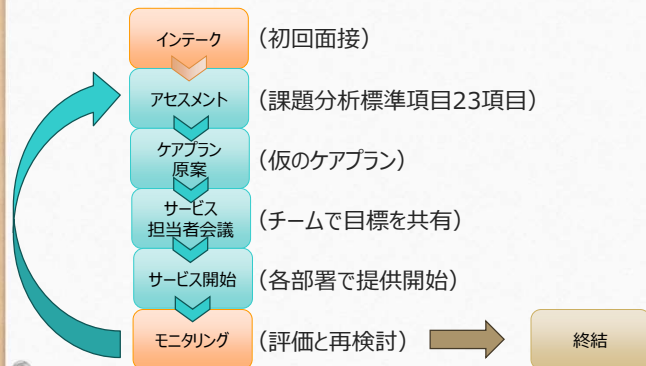 インテーク (初回面接)
アセスメント (課題分析標準項目23項目)
ケアプラン
原案 (仮のケアプラン)
サービス
担当者会議 (チームで目標を共有)
サービス開始 (各部署で提供開始)
モニタリング (評価と再検討) 終結